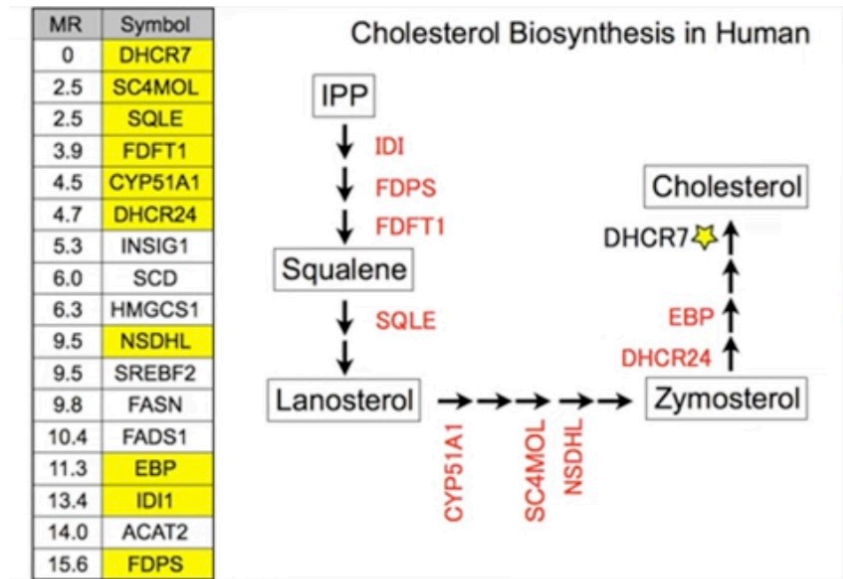 MR Symbol
0 DHCR7
2.5 SC4MOL
2.5 SQLE
3.9 FDFT1
4.5 CYP51A1
4.7 DHCR24
5.3 INSIG1
6.0 SCD
6.3 HMGCS1
9.5 NSDHL
9.5 SREBF2
9.8 FASN
10.4 FADS1
11.3 EBP
13.4 IDI1
14.0 ACAT2
15.6 FDPS
Cholesterol Biosynthesis in Human
IPP
IDI
FDPS
FDFT1
Squalene
SQLE
Lanosterol
CYP51A1
SC4MOL
NSDHL
Zymosterol
DHCR24
EBP
DHCR7
Cholesterol